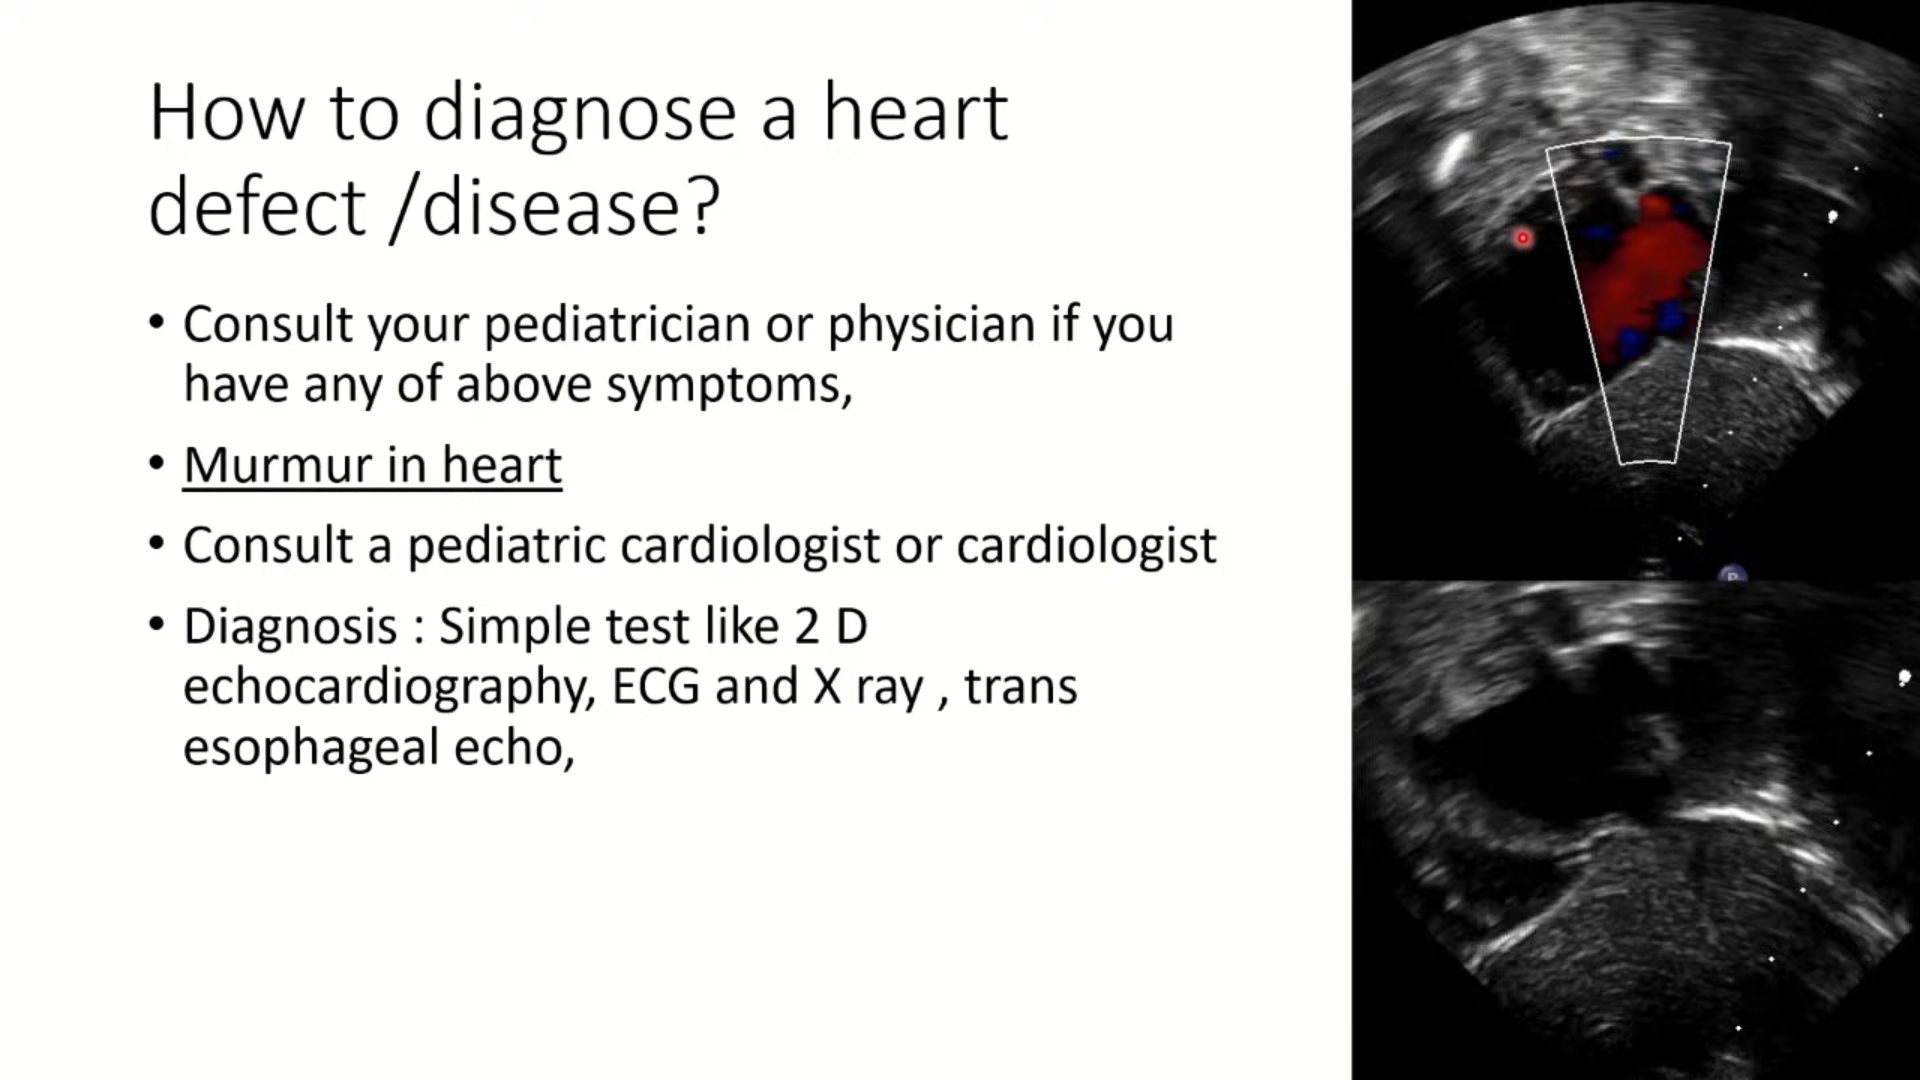 How to diagnose a heart
defect /disease?
• Consult your pediatrician or physician if you
have any of above symptoms,
• Murmur in heart
• Consult a pediatric cardiologist or cardiologist
• Diagnosis : Simple test like 2 D
echocardiography, ECG and X ray , trans
esophageal echo,